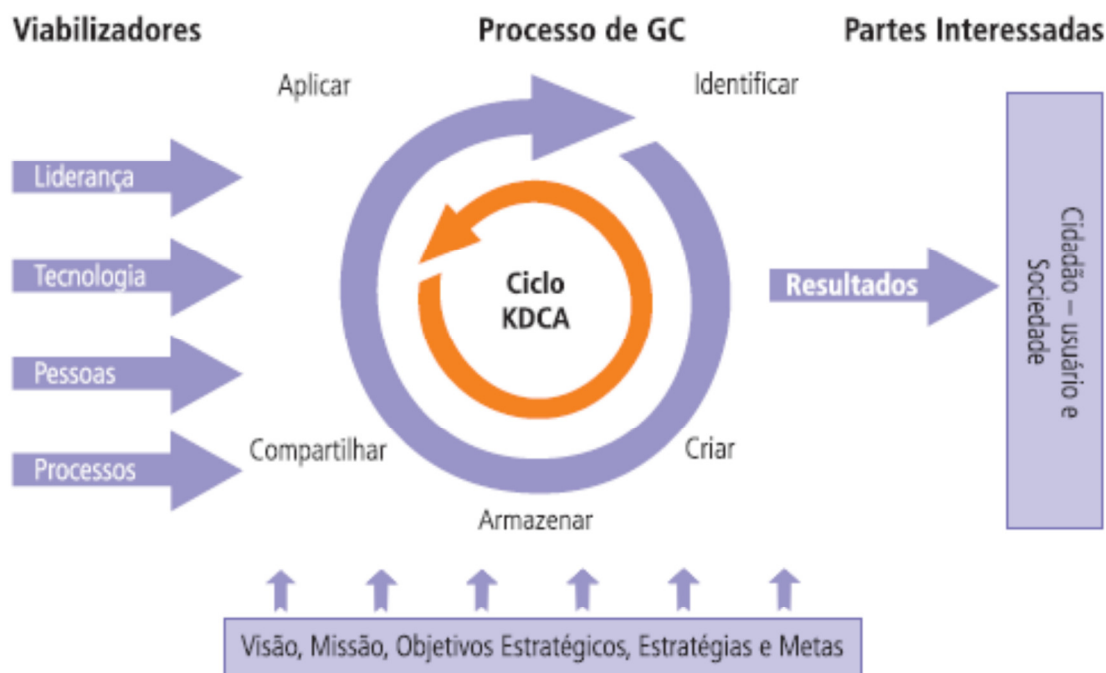 Viabilizadores
Processo de GC
Partes Interessadas
Aplicar
Identificar
Liderança
Tecnologia
Pessoas
Processos
Ciclo
KDCA
Compartilhar
Criar
Armazenar
Resultados
Cidadão – usuário e
Sociedade
Visão, Missão, Objetivos Estratégicos, Estratégias e Metas